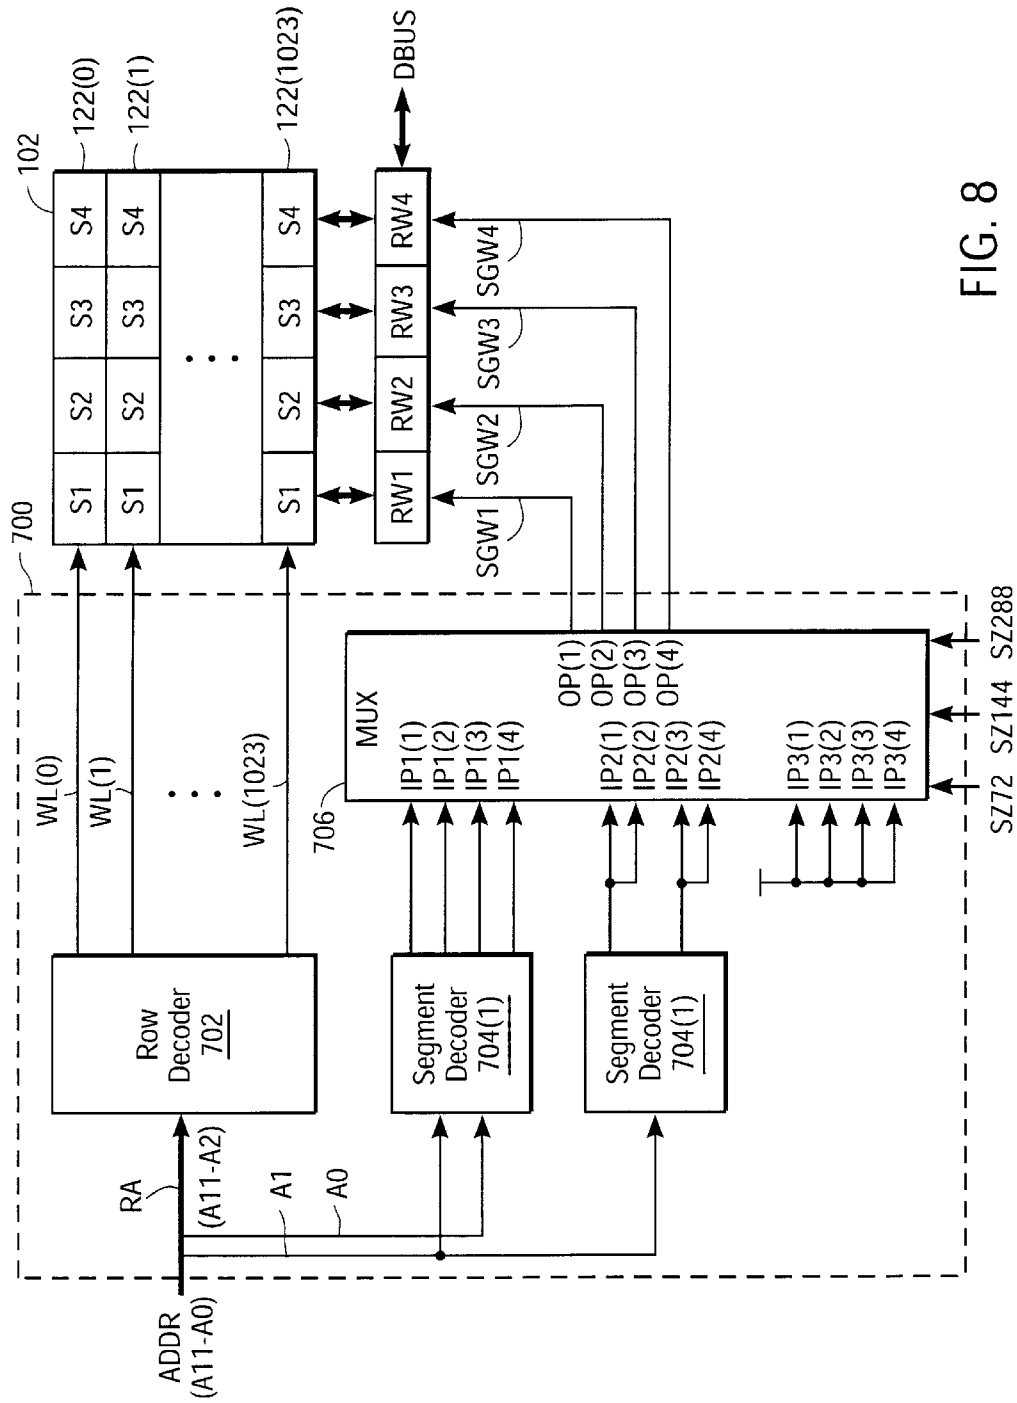 700
102
122(0)
122(1)
122(1023)
S1 S2 S3 S4
S1 S2 S3 S4
S1 S2 S3 S4
RW1 RW2 RW3 RW4
DBUS
SGW1
SGW2
SGW3
SGW4
WL(0)
WL(1)
WL(1023)
Row
Decoder
702
RA
(A11-A2)
ADDR
(A11-A0)
A1
A0
Segment
Decoder
704(1)
Segment
Decoder
704(1)
706
MUX
IP1(1)
IP1(2)
IP1(3)
IP1(4)
IP2(1)
IP2(2)
IP2(3)
IP2(4)
IP3(1)
IP3(2)
IP3(3)
IP3(4)
OP(1)
OP(2)
OP(3)
OP(4)
SZ72
SZ144
SZ288
FIG. 8